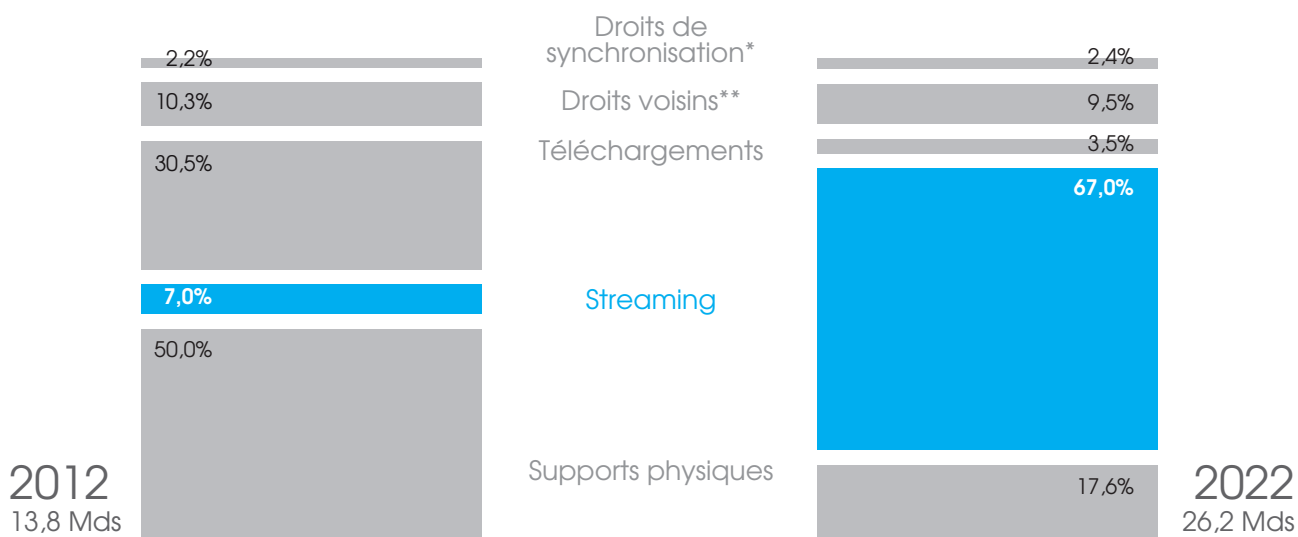 Droits de
synchronisation*
2,2%
2,4%
10,3%
Droits voisins**
9,5%
30,5%
Téléchargements
3,5%
67,0%
7,0%
Streaming
50,0%
Supports physiques
17,6%
2012
13,8 Mds
2022
26,2 Mds